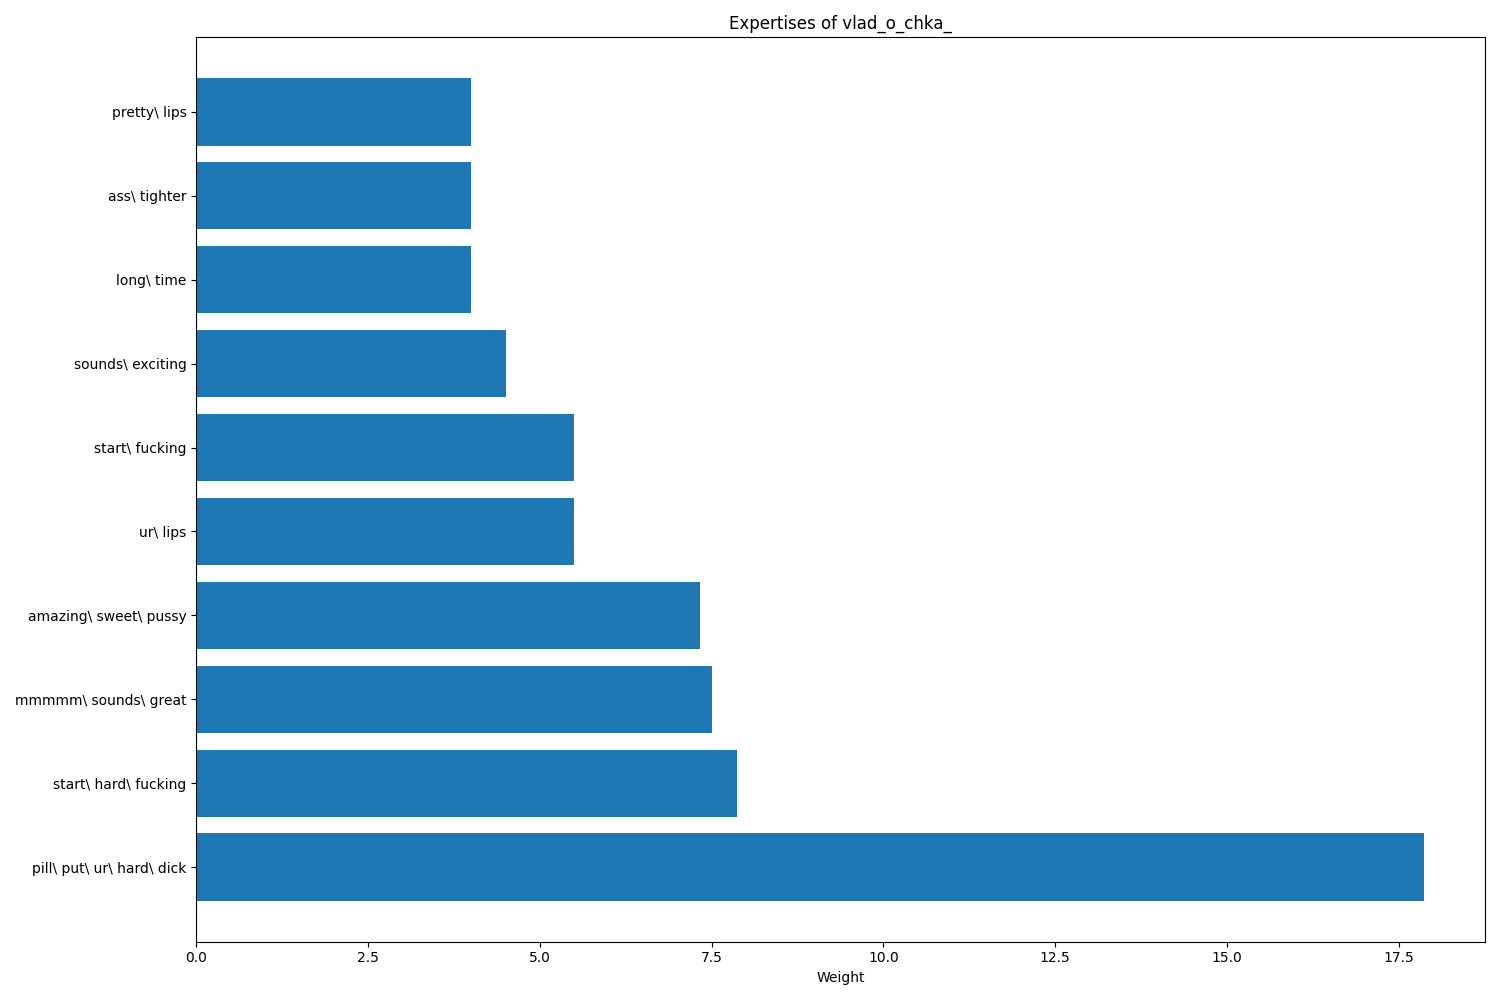 Expertises of vlad_o_chka_
pretty\ lips
ass\ tighter
long\ time
sounds\ exciting
start\ fucking
ur\ lips
amazing\ sweet\ pussy
mmmmm\ sounds\ great
start\ hard\ fucking
pill\ put\ ur\ hard\ dick
0.0 2.5 5.0 7.5 10.0 12.5 15.0 17.5
Weight